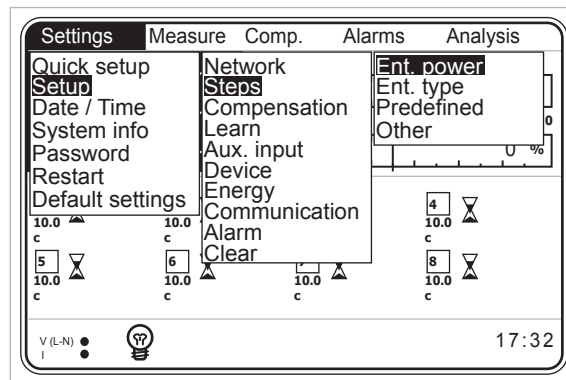 Settings Measure Comp. Alarms Analysis
Quick setup
Setup
Date / Time
System info
Password
Restart
Default settings
Network
Steps
Compensation
Learn
Aux. input
Device
Energy
Communication
Alarm
Clear
Ent. power
Ent. type
Predefined
Other
0
0 %
4
10.0 10.0 10.0
c c c
5 6 8
10.0 10.0 10.0 10.0
c c c c
V (L-N)
I
17:32